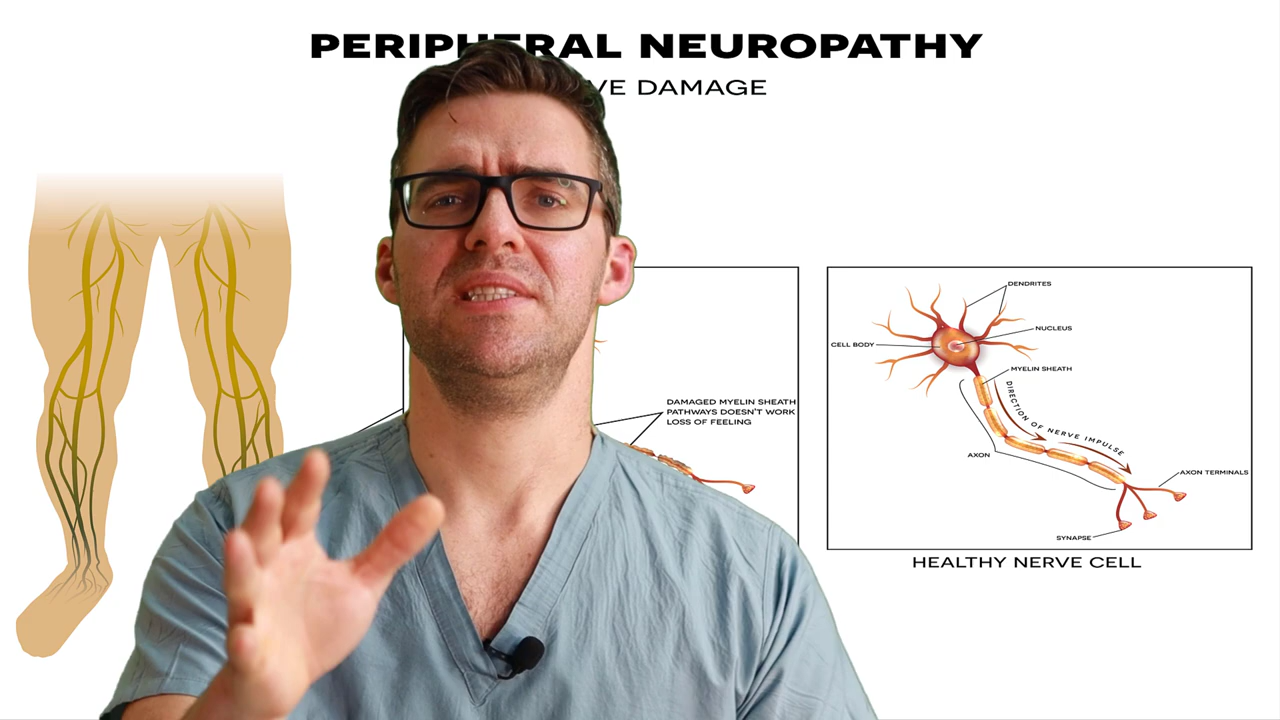 PERIPHERAL NEUROPATHY
DAMAGE
DAMAGED MYELIN SHEATH
PATHWAYS DOESN'T WORK
LOSS OF FEELING
DENDRITES
NUCLEUS
CELL BODY
MYELIN SHEATH
DIRECTION OF NERVE IMPULSE
AXON
AXON TERMINALS
SYNAPSE
HEALTHY NERVE CELL